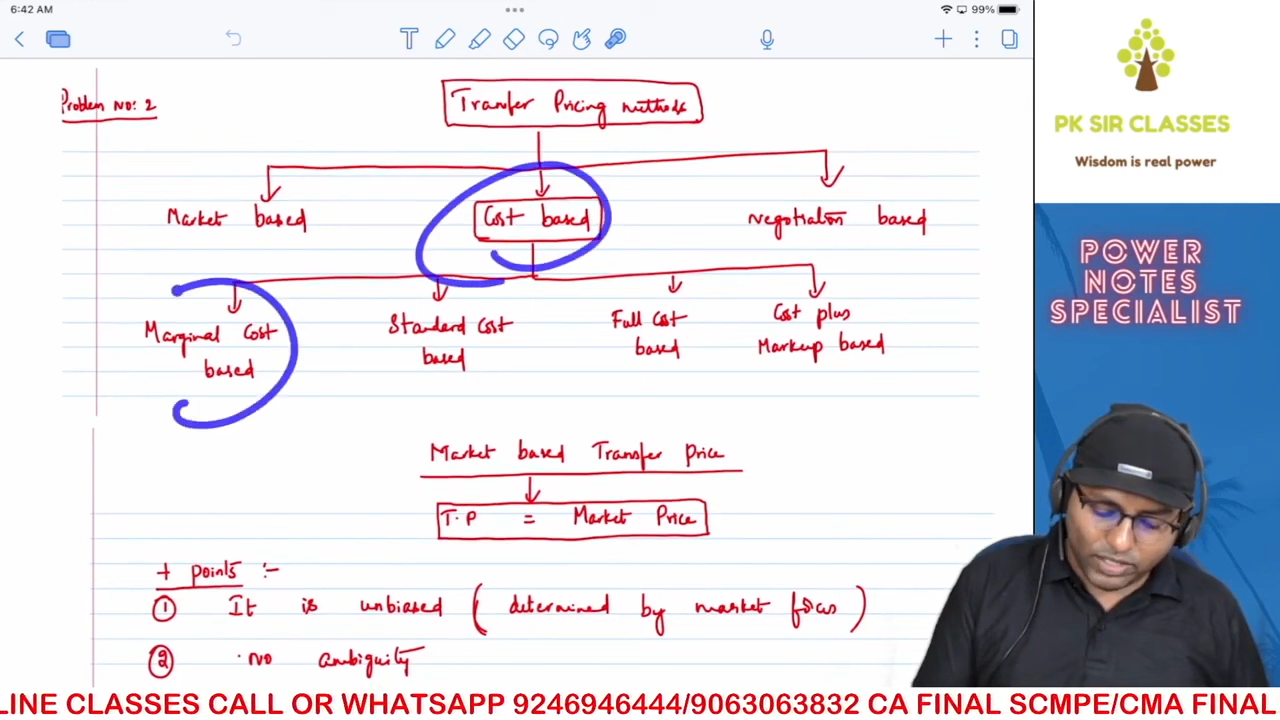 6:42 AM
99%
Problem No: 2
Transfer Pricing methods
Market based
Cost based
Negotiation based
Marginal Cost based
Standard Cost based
Full Cost based
Cost plus Markup based
Market based Transfer Price
T.P = Market Price
+ points :-
① It is unbiased ( determined by market focus )
② no ambiguity
PK SIR CLASSES
Wisdom is real power
POWER
NOTES
SPECIALIST
LINE CLASSES CALL OR WHATSAPP 9246946444/9063063832 CA FINAL SCMPE/CMA FINAL